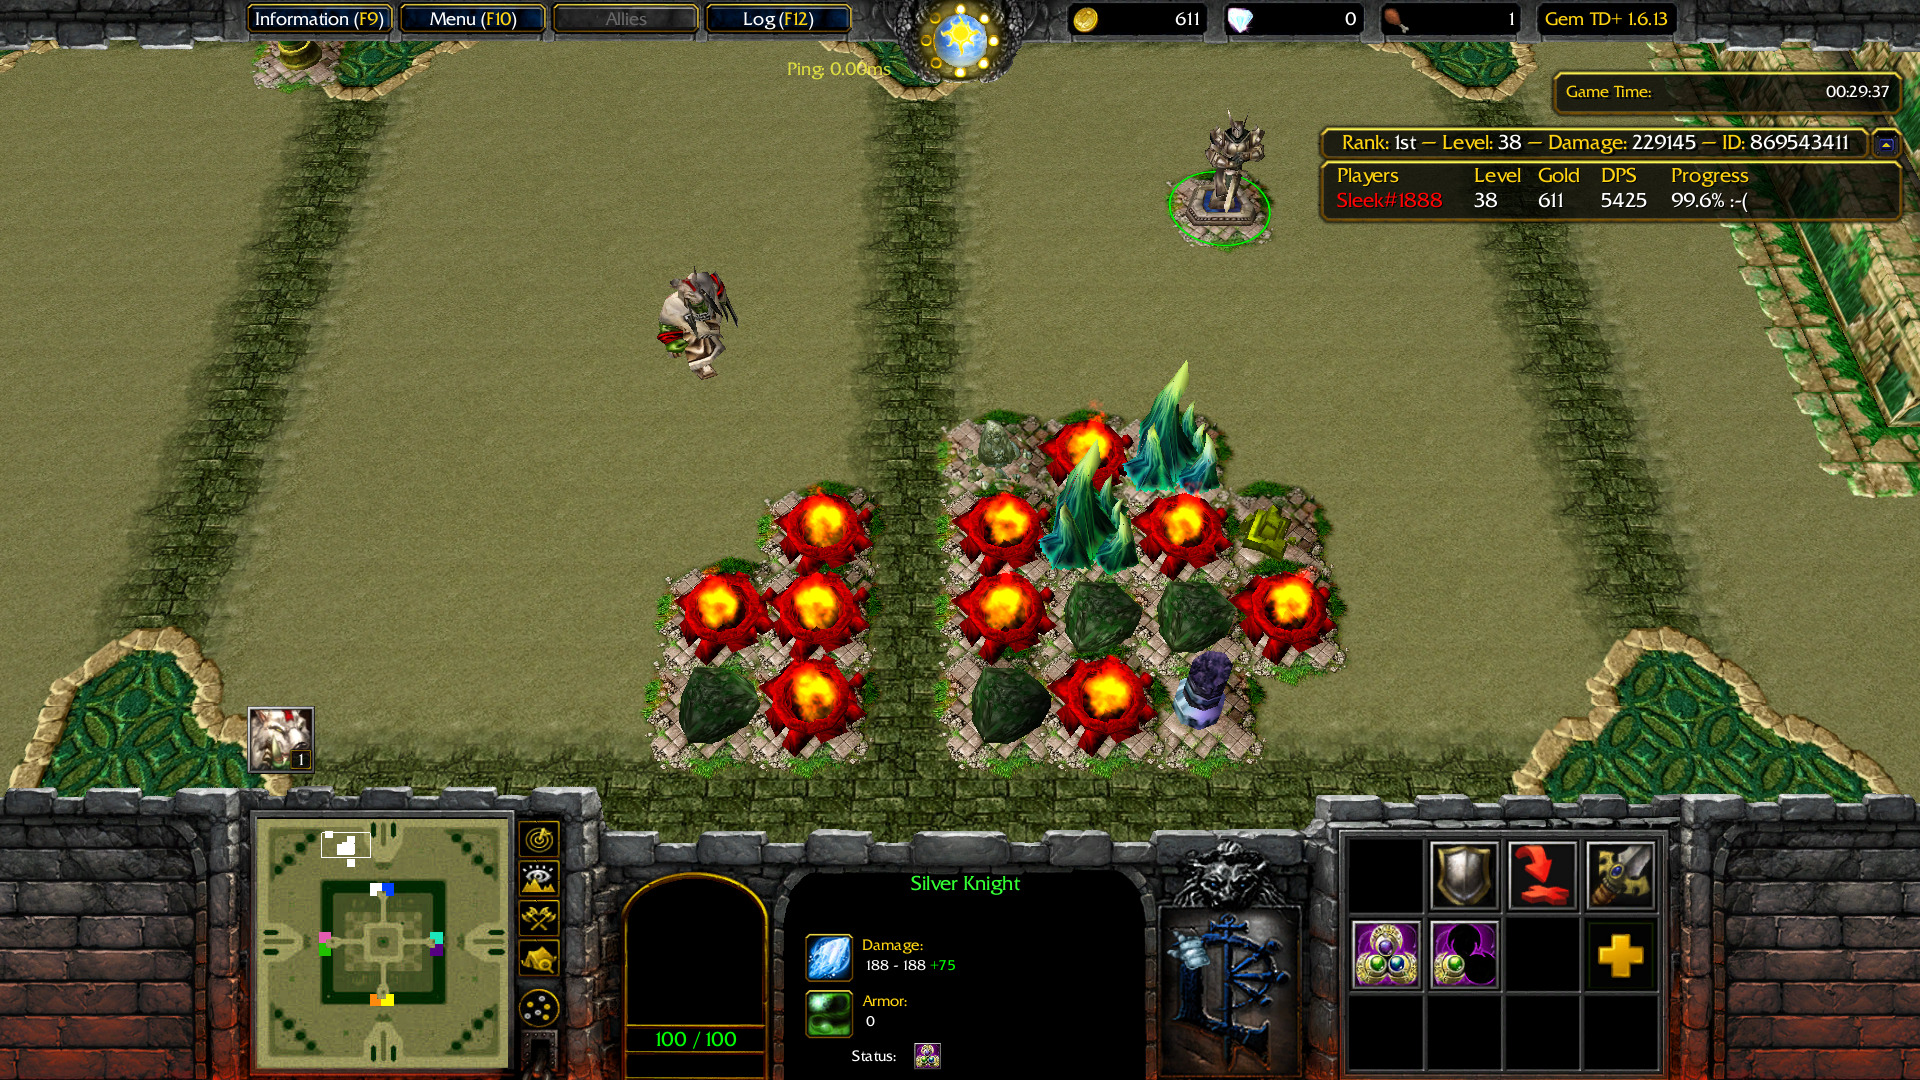 Information (F9)
Menu (F10)
Allies
Log (F12)
611
0
1
Gem TD+ 1.6.13
Ping: 0.00ms
Game Time: 00:29:37
Rank: 1st – Level: 38 – Damage: 229145 – ID: 869543411
Players Level Gold DPS Progress
Sleek#1888 38 611 5425 99.6% :-(
1
Silver Knight
Damage:
188 - 188 +75
Armor:
0
Status:
100 / 100